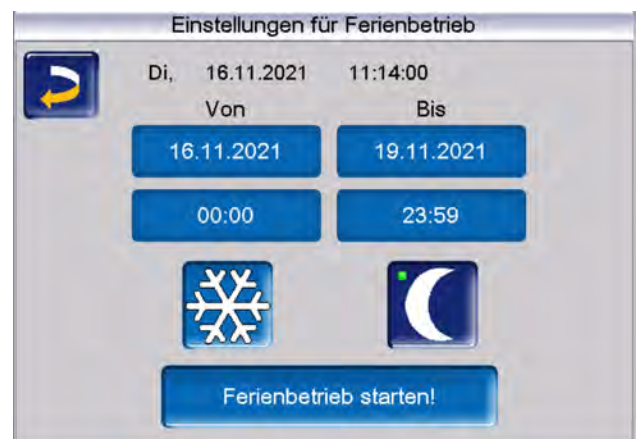 Einstellungen für Ferienbetrieb
Di, 16.11.2021 11:14:00
Von Bis
16.11.2021 19.11.2021
00:00 23:59
Ferienbetrieb starten!